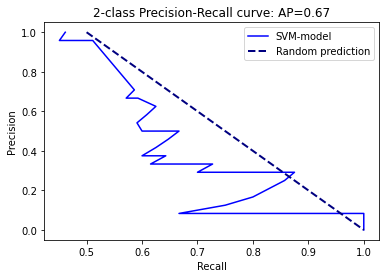 2-class Precision-Recall curve: AP=0.67
SVM-model
Random prediction
Precision
1.0
0.8
0.6
0.4
0.2
0.0
0.5
0.6
0.7
0.8
0.9
1.0
Recall